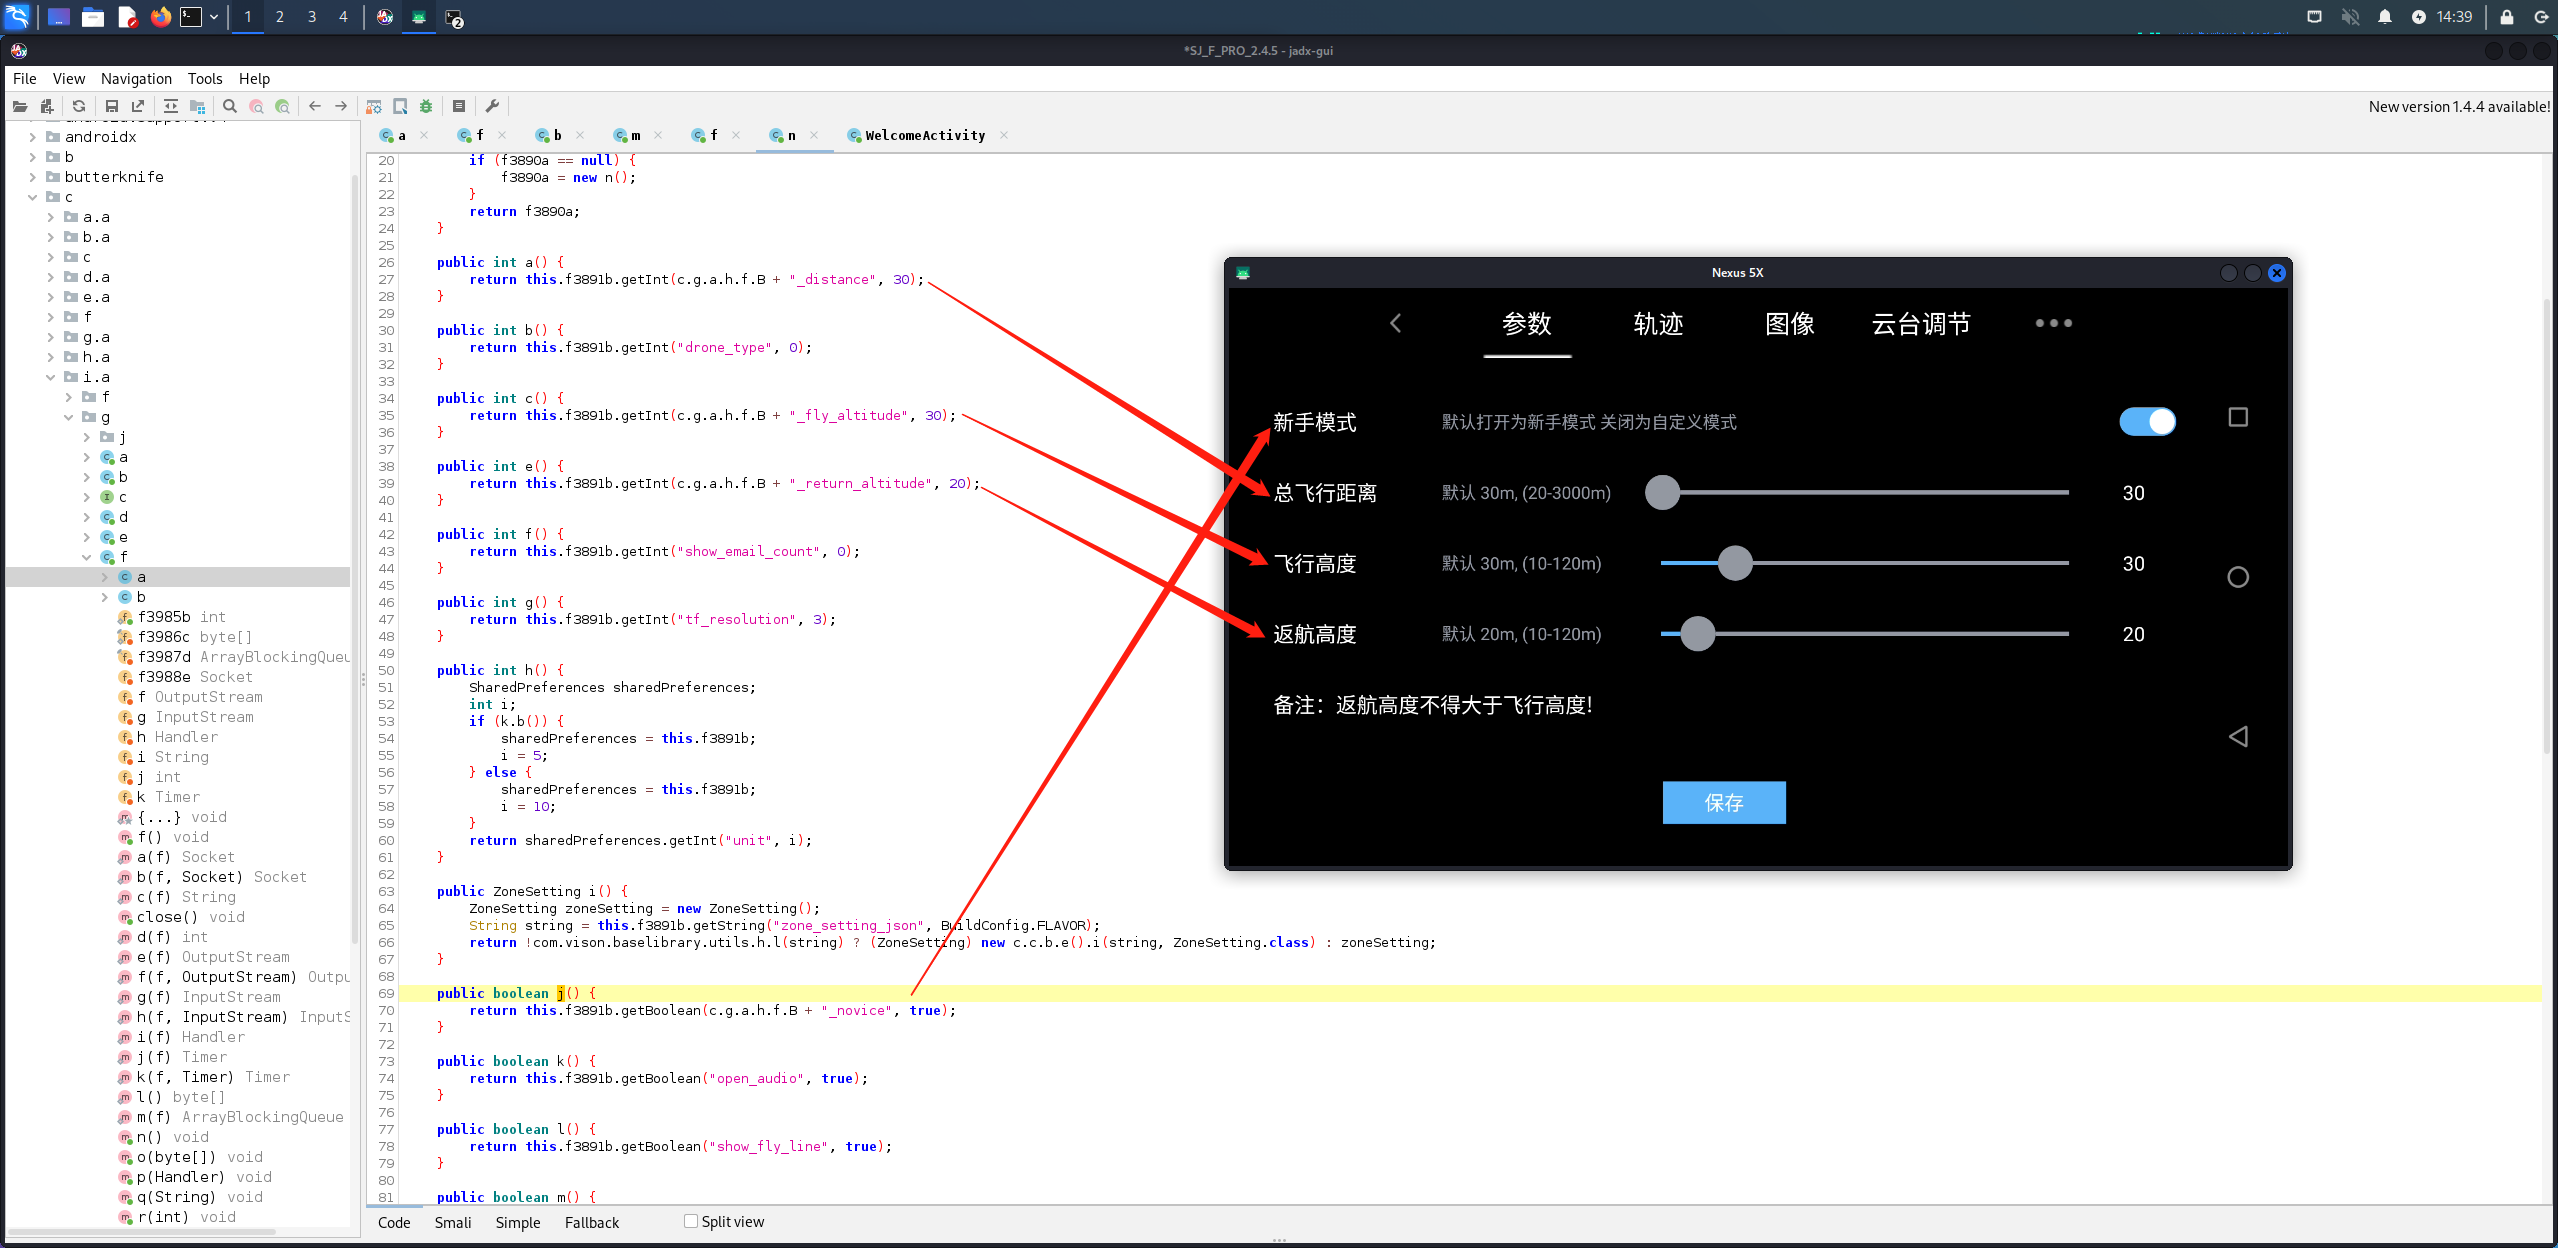 1 2 3 4
2
14:39
*SJ_F_PRO_2.4.5 - jadx-gui
File View Navigation Tools Help
New version 1.4.4 available!
androidx
b
butterknife
c
a.a
b.a
c
d.a
e.a
f
g.a
h.a
i.a
f
g
j
a
b
c
d
e
f
a
b
f3985b int
f3986c byte[]
f3987d ArrayBlockingQueu
f3988e Socket
f OutputStream
g InputStream
h Handler
i String
j int
k Timer
{...} void
f() void
a(f) Socket
b(f, Socket) Socket
c(f) String
close() void
d(f) int
e(f) OutputStream
f(f, OutputStream) Outpu
g(f) InputStream
h(f, InputStream) InputS
i(f) Handler
j(f) Timer
k(f, Timer) Timer
l() byte[]
m(f) ArrayBlockingQueue
n() void
o(byte[]) void
p(Handler) void
q(String) void
r(int) void
a f b m f n WelcomeActivity
20 if (f3890a == null) {
21 f3890a = new n();
22 }
23 return f3890a;
24 }
25
26 public int a() {
27 return this.f3891b.getInt(c.g.a.h.f.B + "_distance", 30);
28 }
29
30 public int b() {
31 return this.f3891b.getInt("drone_type", 0);
32 }
33
34 public int c() {
35 return this.f3891b.getInt(c.g.a.h.f.B + "_fly_altitude", 30);
36 }
37
38 public int e() {
39 return this.f3891b.getInt(c.g.a.h.f.B + "_return_altitude", 20);
40 }
41
42 public int f() {
43 return this.f3891b.getInt("show_email_count", 0);
44 }
45
46 public int g() {
47 return this.f3891b.getInt("tf_resolution", 3);
48 }
49
50 public int h() {
51 SharedPreferences sharedPreferences;
52 int i;
53 if (k.b()) {
54 sharedPreferences = this.f3891b;
55 i = 5;
56 } else {
57 sharedPreferences = this.f3891b;
58 i = 10;
59 }
60 return sharedPreferences.getInt("unit", i);
61 }
62
63 public ZoneSetting i() {
64 ZoneSetting zoneSetting = new ZoneSetting();
65 String string = this.f3891b.getString("zone_setting_json", BuildConfig.FLAVOR);
66 return !com.vison.baselibrary.utils.h.l(string) ? (ZoneSetting) new c.c.b.e().i(string, ZoneSetting.class) : zoneSetting;
67 }
68
69 public boolean j() {
70 return this.f3891b.getBoolean(c.g.a.h.f.B + "_novice", true);
71 }
72
73 public boolean k() {
74 return this.f3891b.getBoolean("open_audio", true);
75 }
76
77 public boolean l() {
78 return this.f3891b.getBoolean("show_fly_line", true);
79 }
80
81 public boolean m() {
Code Smali Simple Fallback Split view
Nexus 5X
参数 轨迹 图像 云台调节
新手模式 默认打开为新手模式 关闭为自定义模式
总飞行距离 默认 30m, (20-3000m) 30
飞行高度 默认 30m, (10-120m) 30
返航高度 默认 20m, (10-120m) 20
备注：返航高度不得大于飞行高度!
保存